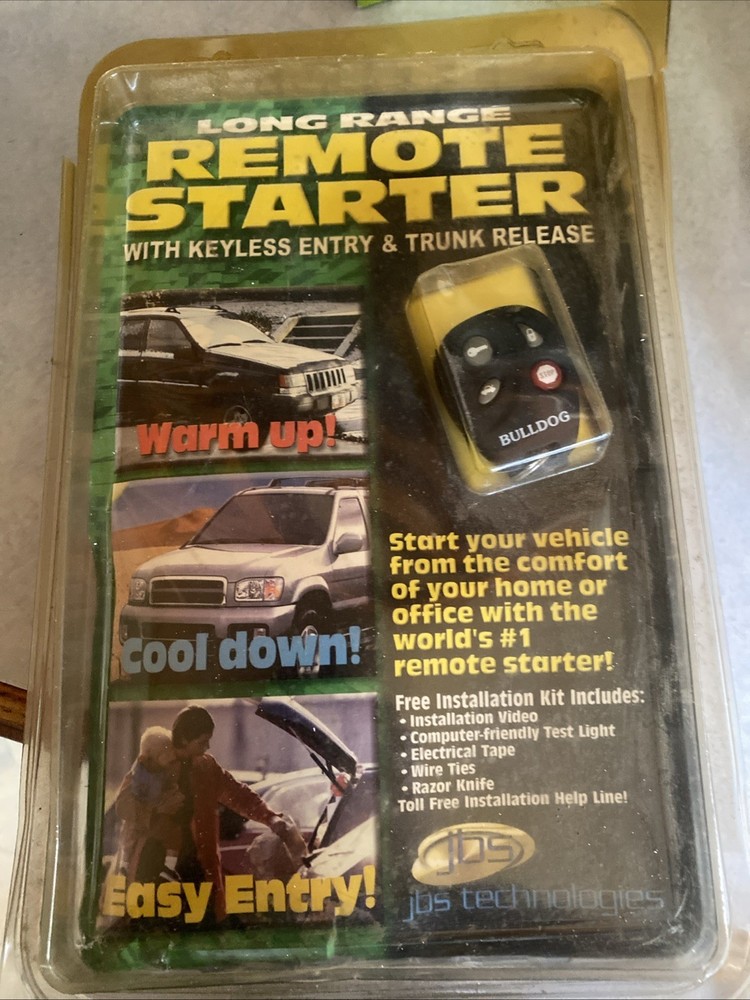 LONG RANGE
REMOTE
STARTER
WITH KEYLESS ENTRY & TRUNK RELEASE
Warm up!
STOP
BULLDOG
cool down!
Start your vehicle
from the comfort
of your home or
office with the
world's #1
remote starter!
Free Installation Kit Includes:
• Installation Video
• Computer-friendly Test Light
• Electrical Tape
• Wire Ties
• Razor Knife
Toll Free Installation Help Line!
Easy Entry!
jbs
jbs technologies